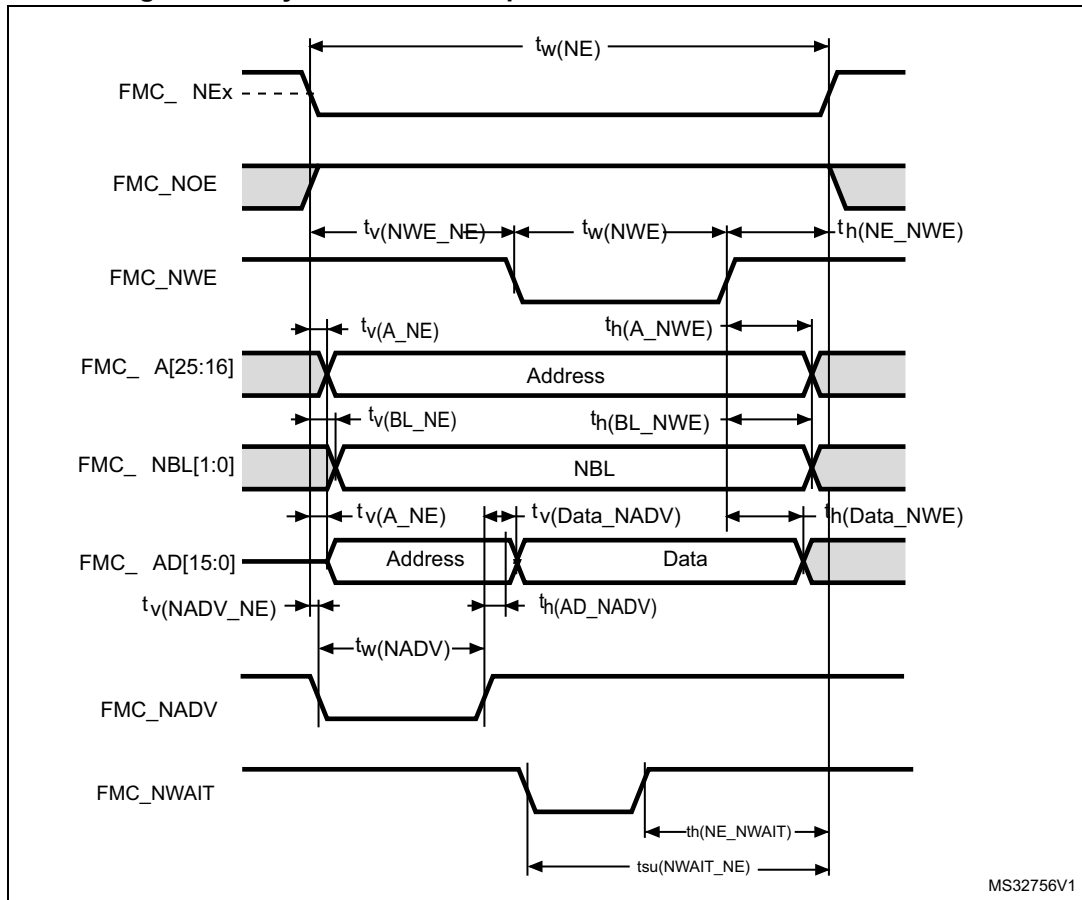 tw(NE)
FMC_ NEx
FMC_NOE
tv(NWE_NE) tw(NWE) th(NE_NWE)
FMC_NWE
tv(A_NE) th(A_NWE)
FMC_ A[25:16] Address
tv(BL_NE) th(BL_NWE)
FMC_ NBL[1:0] NBL
tv(A_NE) tv(Data_NADV) th(Data_NWE)
FMC_ AD[15:0] Address Data
tv(NADV_NE) th(AD_NADV)
tw(NADV)
FMC_NADV
FMC_NWAIT
th(NE_NWAIT)
tsu(NWAIT_NE)
MS32756V1